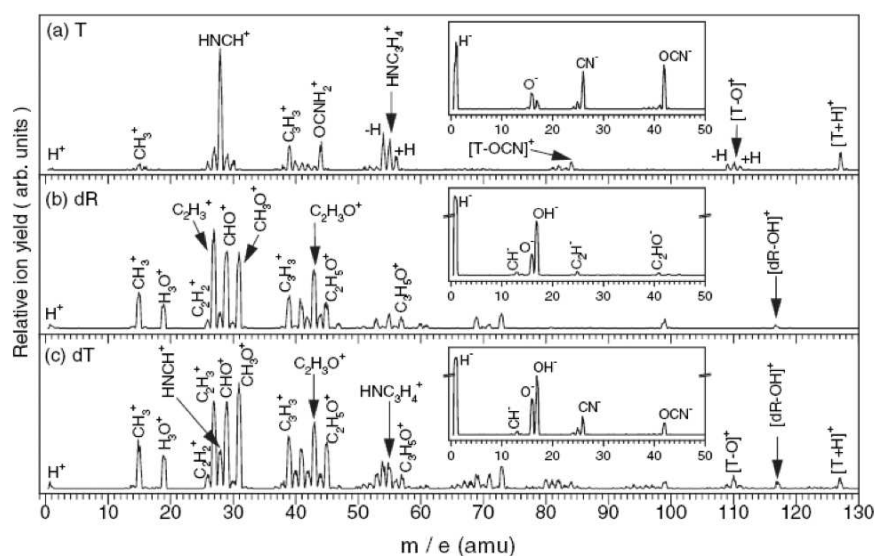 Relative ion yield ( arb. units )
(a) T
H⁺
CH₃⁺
HNCH⁺
C₃H₃⁺
OCNH₂⁺
-H
HNC₃H₄⁺
+H
[T-OCN]⁺
-H
[T-O]⁺
+H
[T+H]⁺
H⁻
O⁻
CN⁻
OCN⁻
0 10 20 30 40 50
(b) dR
H⁺
CH₃⁺
H₃O⁺
C₂H₂⁺
C₂H₃⁺
CHO⁺
CH₃O⁺
C₃H₃⁺
C₂H₃O⁺
C₂H₅O⁺
C₃H₅O⁺
[dR-OH]⁺
H⁻
CH⁻
O⁻
OH⁻
C₂H⁻
C₂HO⁻
0 10 20 30 40 50
(c) dT
H⁺
CH₃⁺
H₃O⁺
HNCH⁺
C₂H₂⁺
C₂H₃⁺
CHO⁺
CH₃O⁺
C₃H₃⁺
C₂H₃O⁺
C₂H₅O⁺
HNC₃H₄⁺
C₃H₅O⁺
[T-O]⁺
[dR-OH]⁺
[T+H]⁺
H⁻
CH⁻
O⁻
OH⁻
CN⁻
OCN⁻
0 10 20 30 40 50
0 10 20 30 40 50 60 70 80 90 100 110 120 130
m / e (amu)